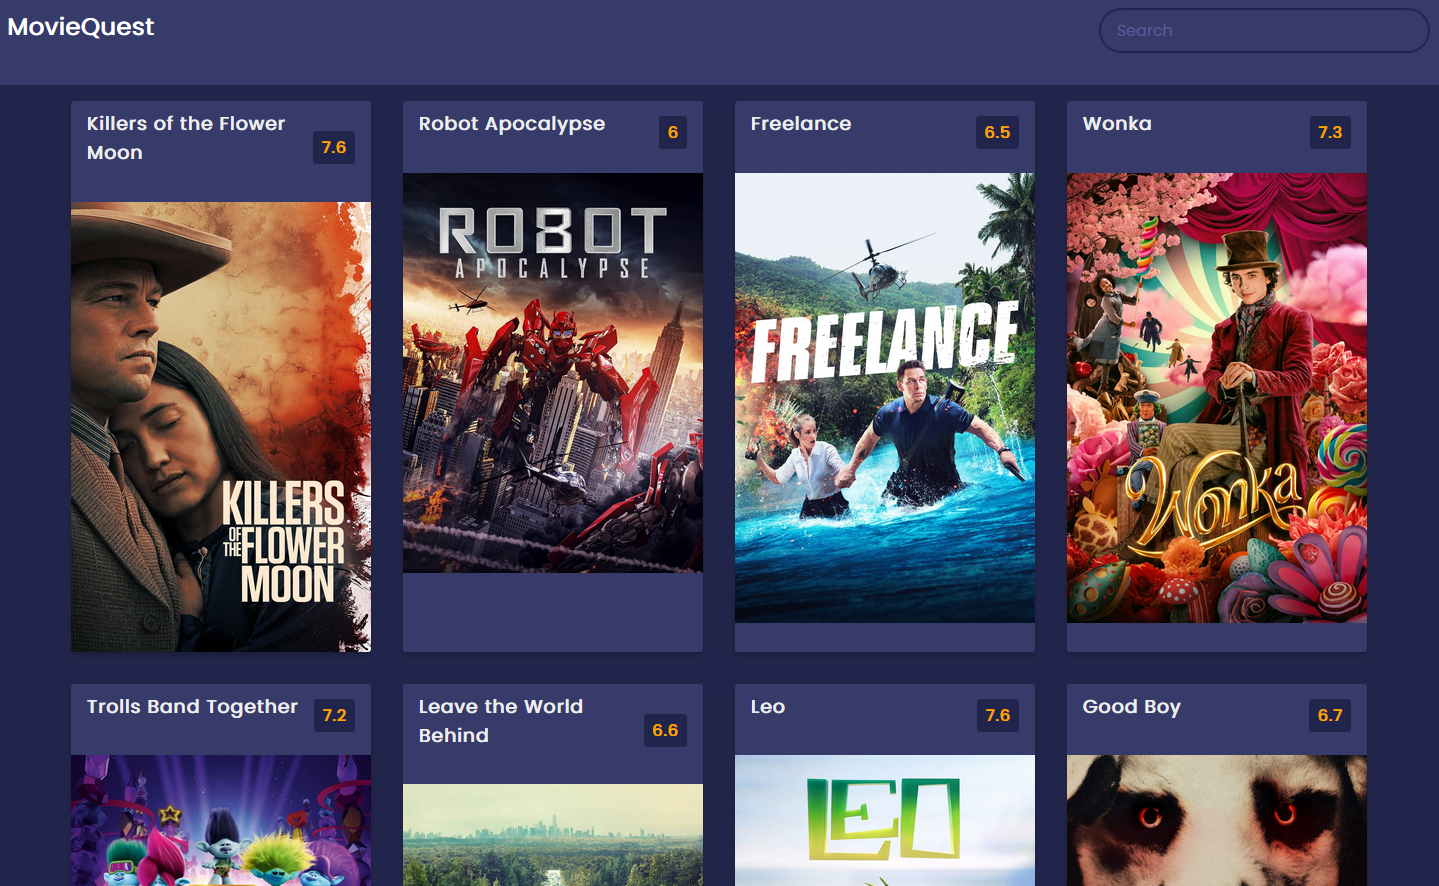 MovieQuest
Search
Killers of the Flower
Moon
7.6
KILLERS
OF
THE FLOWER
MOON
Robot Apocalypse
6
ROBOT
APOCALYPSE
Freelance
6.5
FREELANCE
Wonka
7.3
Wonka
Trolls Band Together
7.2
Leave the World
Behind
6.6
Leo
7.6
LEO
Good Boy
6.7